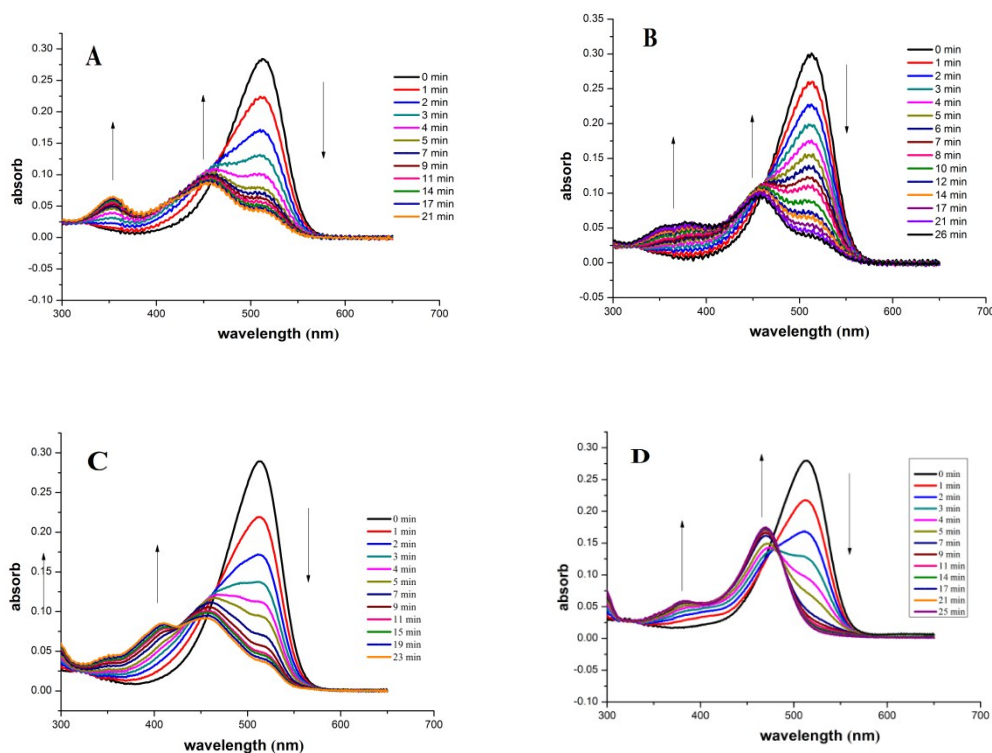 A
absorb
0.30
0.25
0.20
0.15
0.10
0.05
0.00
-0.05
-0.10
300
400
500
600
700
wavelength (nm)
0 min
1 min
2 min
3 min
4 min
5 min
7 min
9 min
11 min
14 min
17 min
21 min
B
absorb
0.30
0.25
0.20
0.15
0.10
0.05
0.00
-0.05
300
400
500
600
700
wavelength (nm)
0 min
1 min
2 min
3 min
4 min
5 min
6 min
7 min
8 min
10 min
12 min
14 min
17 min
21 min
26 min
C
absorb
0.30
0.25
0.20
0.15
0.10
0.05
0.00
300
400
500
600
700
wavelength (nm)
0 min
1 min
2 min
3 min
4 min
5 min
7 min
9 min
11 min
15 min
19 min
23 min
D
absorb
0.30
0.25
0.20
0.15
0.10
0.05
0.00
-0.05
-0.10
300
400
500
600
700
wavelength (nm)
0 min
1 min
2 min
3 min
4 min
5 min
7 min
9 min
11 min
14 min
17 min
21 min
25 min